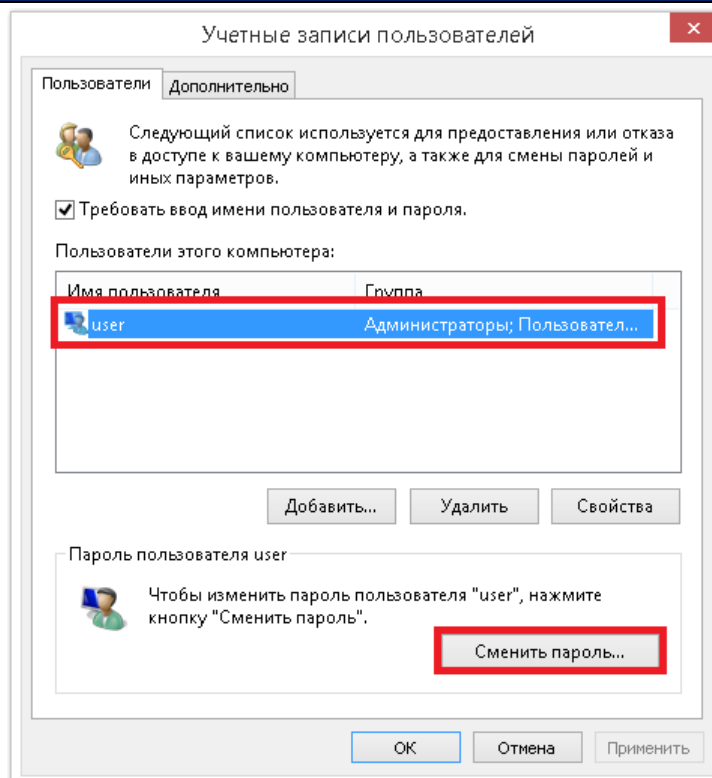 Учетные записи пользователей
Пользователи Дополнительно
Следующий список используется для предоставления или отказа
в доступе к вашему компьютеру, а также для смены паролей и
иных параметров.
Требовать ввод имени пользователя и пароля.
Пользователи этого компьютера:
Имя пользователя Группа
user Администраторы; Пользовател...
Добавить... Удалить Свойства
Пароль пользователя user
Чтобы изменить пароль пользователя "user", нажмите
кнопку "Сменить пароль".
Сменить пароль...
ОК Отмена Применить